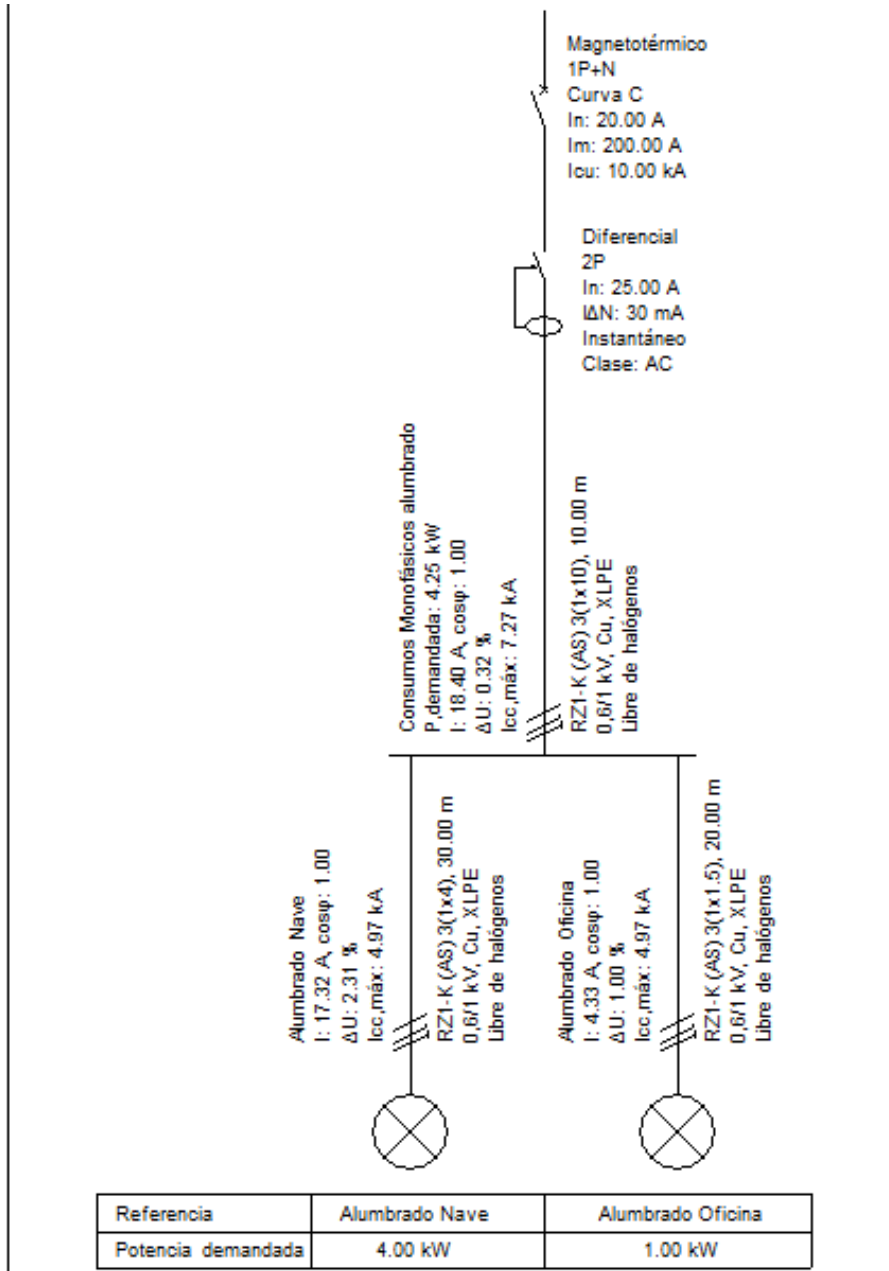 Magnetotérmico
1P+N
Curva C
In: 20.00 A
Im: 200.00 A
Icu: 10.00 kA
Diferencial
2P
In: 25.00 A
IΔN: 30 mA
Instantáneo
Clase: AC
Consumos Monofásicos alumbrado
P,demandada: 4.25 kW
I: 18.40 A, cosφ: 1.00
ΔU: 0.32 %
Icc,máx: 7.27 kA
RZ1-K (AS) 3(1x10), 10.00 m
0,6/1 kV, Cu, XLPE
Libre de halógenos
Alumbrado Nave
I: 17.32 A, cosφ: 1.00
ΔU: 2.31 %
Icc,máx: 4.97 kA
RZ1-K (AS) 3(1x4), 30.00 m
0,6/1 kV, Cu, XLPE
Libre de halógenos
Alumbrado Oficina
I: 4.33 A, cosφ: 1.00
ΔU: 1.00 %
Icc,máx: 4.97 kA
RZ1-K (AS) 3(1x1.5), 20.00 m
0,6/1 kV, Cu, XLPE
Libre de halógenos
Referencia Alumbrado Nave Alumbrado Oficina
Potencia demandada 4.00 kW 1.00 kW